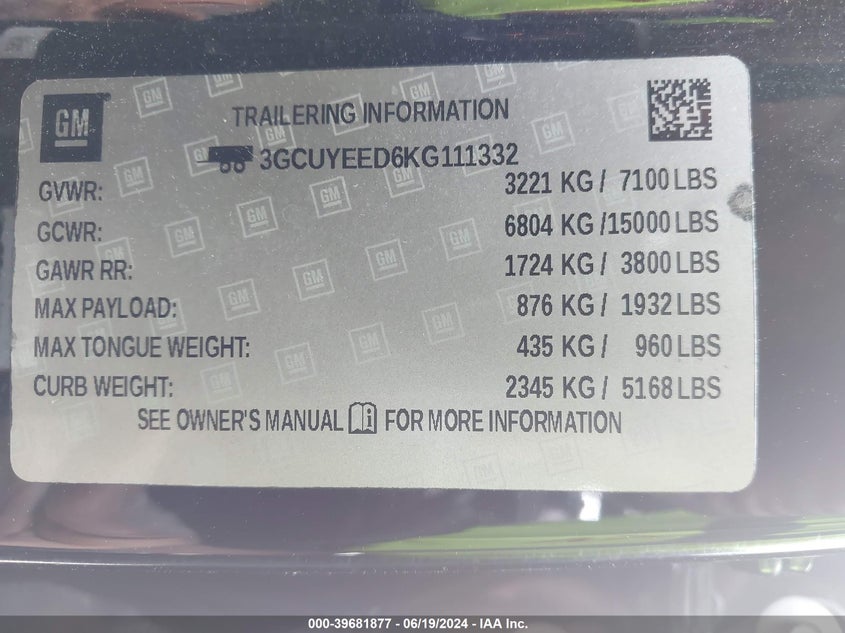 GM
TRAILERING INFORMATION
3GCUYEED6KG111332
GVWR: 3221 KG / 7100 LBS
GCWR: 6804 KG /15000 LBS
GAWR RR: 1724 KG / 3800 LBS
MAX PAYLOAD: 876 KG / 1932 LBS
MAX TONGUE WEIGHT: 435 KG / 960 LBS
CURB WEIGHT: 2345 KG / 5168 LBS
SEE OWNER'S MANUAL FOR MORE INFORMATION
000-39681877 - 06/19/2024 - IAA Inc.